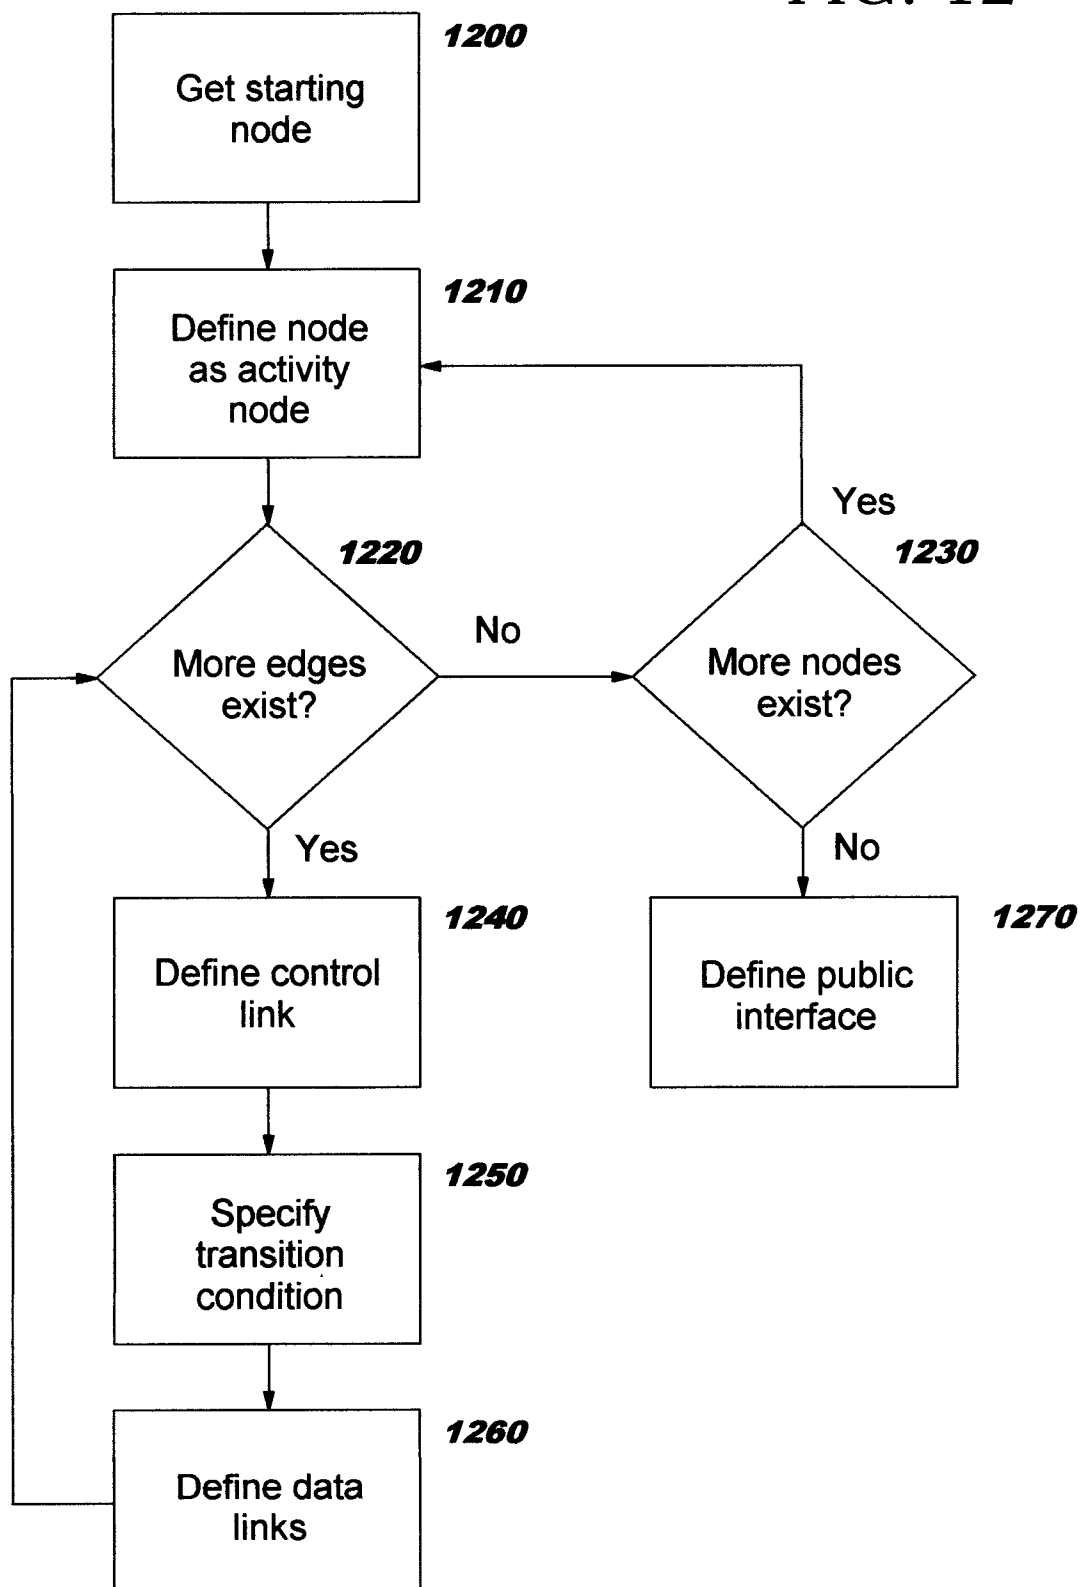 FIG. 12
1200
Get starting
node
1210
Define node
as activity
node
Yes
1220
1230
No
More edges
exist?
More nodes
exist?
Yes
No
1240
1270
Define control
link
Define public
interface
1250
Specify
transition
condition
1260
Define data
links